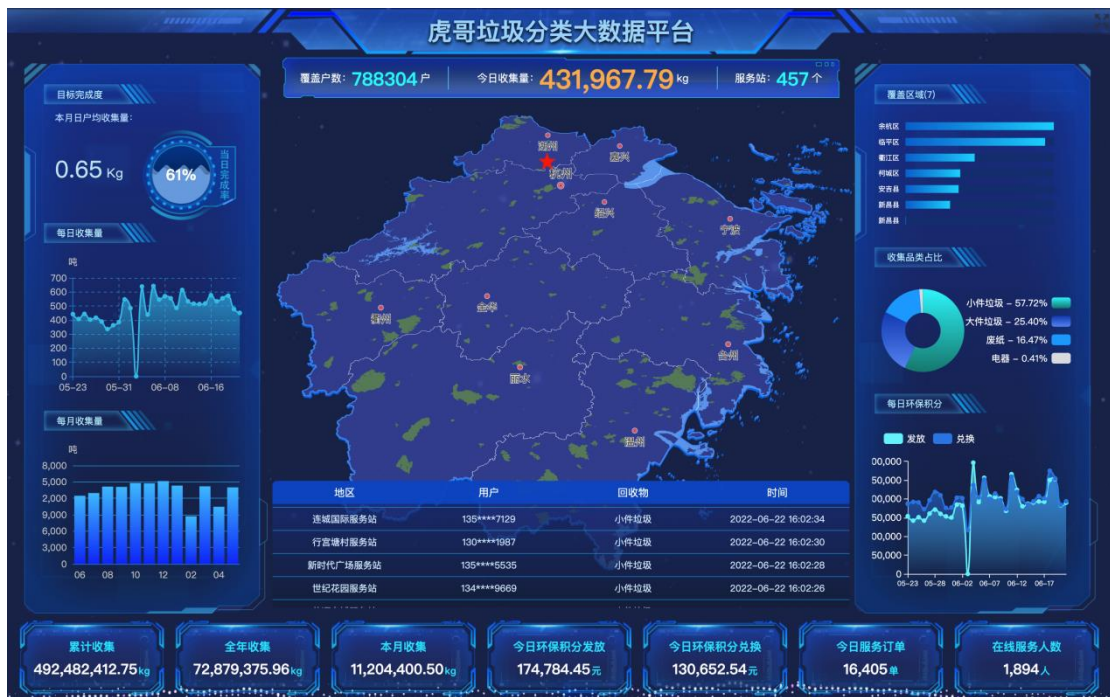 虎哥垃圾分类大数据平台
覆盖户数: 788304 户 今日收集量: 431,967.79 kg 服务站: 457 个
目标完成度
本月日户均收集量:
0.65 Kg
61%
当日完成率
每日收集量
吨
700
600
500
400
300
200
100
0
05-23 05-31 06-08 06-16
每月收集量
吨
8,000
5,000
2,000
9,000
6,000
3,000
0
06 08 10 12 02 04
湖州
嘉兴
杭州
绍兴
宁波
金华
衢州
台州
丽水
温州
地区 用户 回收物 时间
连城国际服务站 135****7129 小件垃圾 2022-06-22 16:02:34
行宫塘村服务站 130****1987 小件垃圾 2022-06-22 16:02:30
新时代广场服务站 135****5535 小件垃圾 2022-06-22 16:02:28
世纪花园服务站 134****9669 小件垃圾 2022-06-22 16:02:26
覆盖区域(7)
余杭区
临平区
衢江区
柯城区
安吉县
新昌县
新昌县
收集品类占比
小件垃圾 - 57.72%
大件垃圾 - 25.40%
废纸 - 16.47%
电器 - 0.41%
每日环保积分
发放 兑换
00,000
50,000
00,000
50,000
00,000
50,000
0
05-23 05-28 06-02 06-07 06-12 06-17
累计收集
492,482,412.75kg
全年收集
72,879,375.96kg
本月收集
11,204,400.50kg
今日环保积分发放
174,784.45元
今日环保积分兑换
130,652.54元
今日服务订单
16,405单
在线服务人数
1,894人